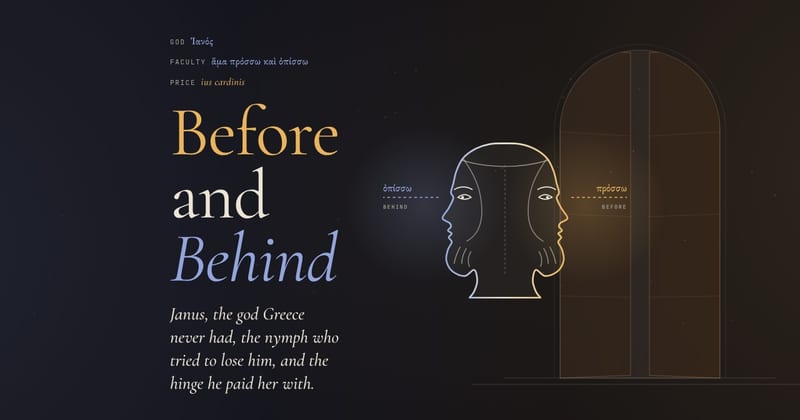 GOD Ἰανός
FACULTY ἅμα πρόσσω καὶ ὀπίσσω
PRICE ius cardinis
Before
and
Behind
Janus, the god Greece
never had, the nymph who
tried to lose him, and the
hinge he paid her with.
ὀπίσσω
BEHIND
πρόσσω
BEFORE